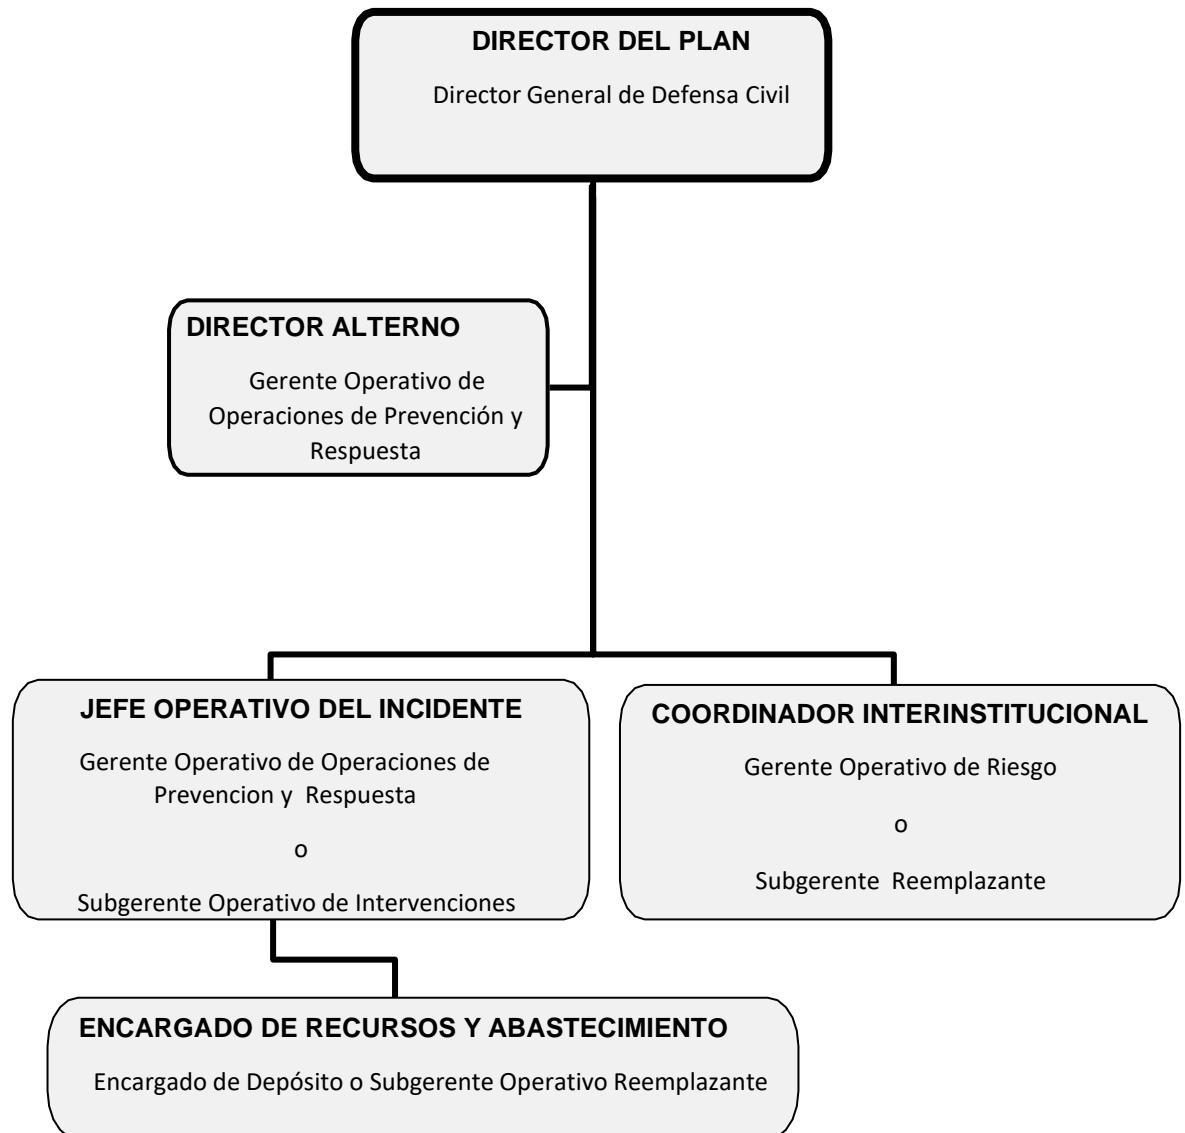 DIRECTOR DEL PLAN
Director General de Defensa Civil
DIRECTOR ALTERNO
Gerente Operativo de
Operaciones de Prevención y
Respuesta
JEFE OPERATIVO DEL INCIDENTE
Gerente Operativo de Operaciones de
Prevencion y Respuesta
o
Subgerente Operativo de Intervenciones
COORDINADOR INTERINSTITUCIONAL
Gerente Operativo de Riesgo
o
Subgerente Reemplazante
ENCARGADO DE RECURSOS Y ABASTECIMIENTO
Encargado de Depósito o Subgerente Operativo Reemplazante